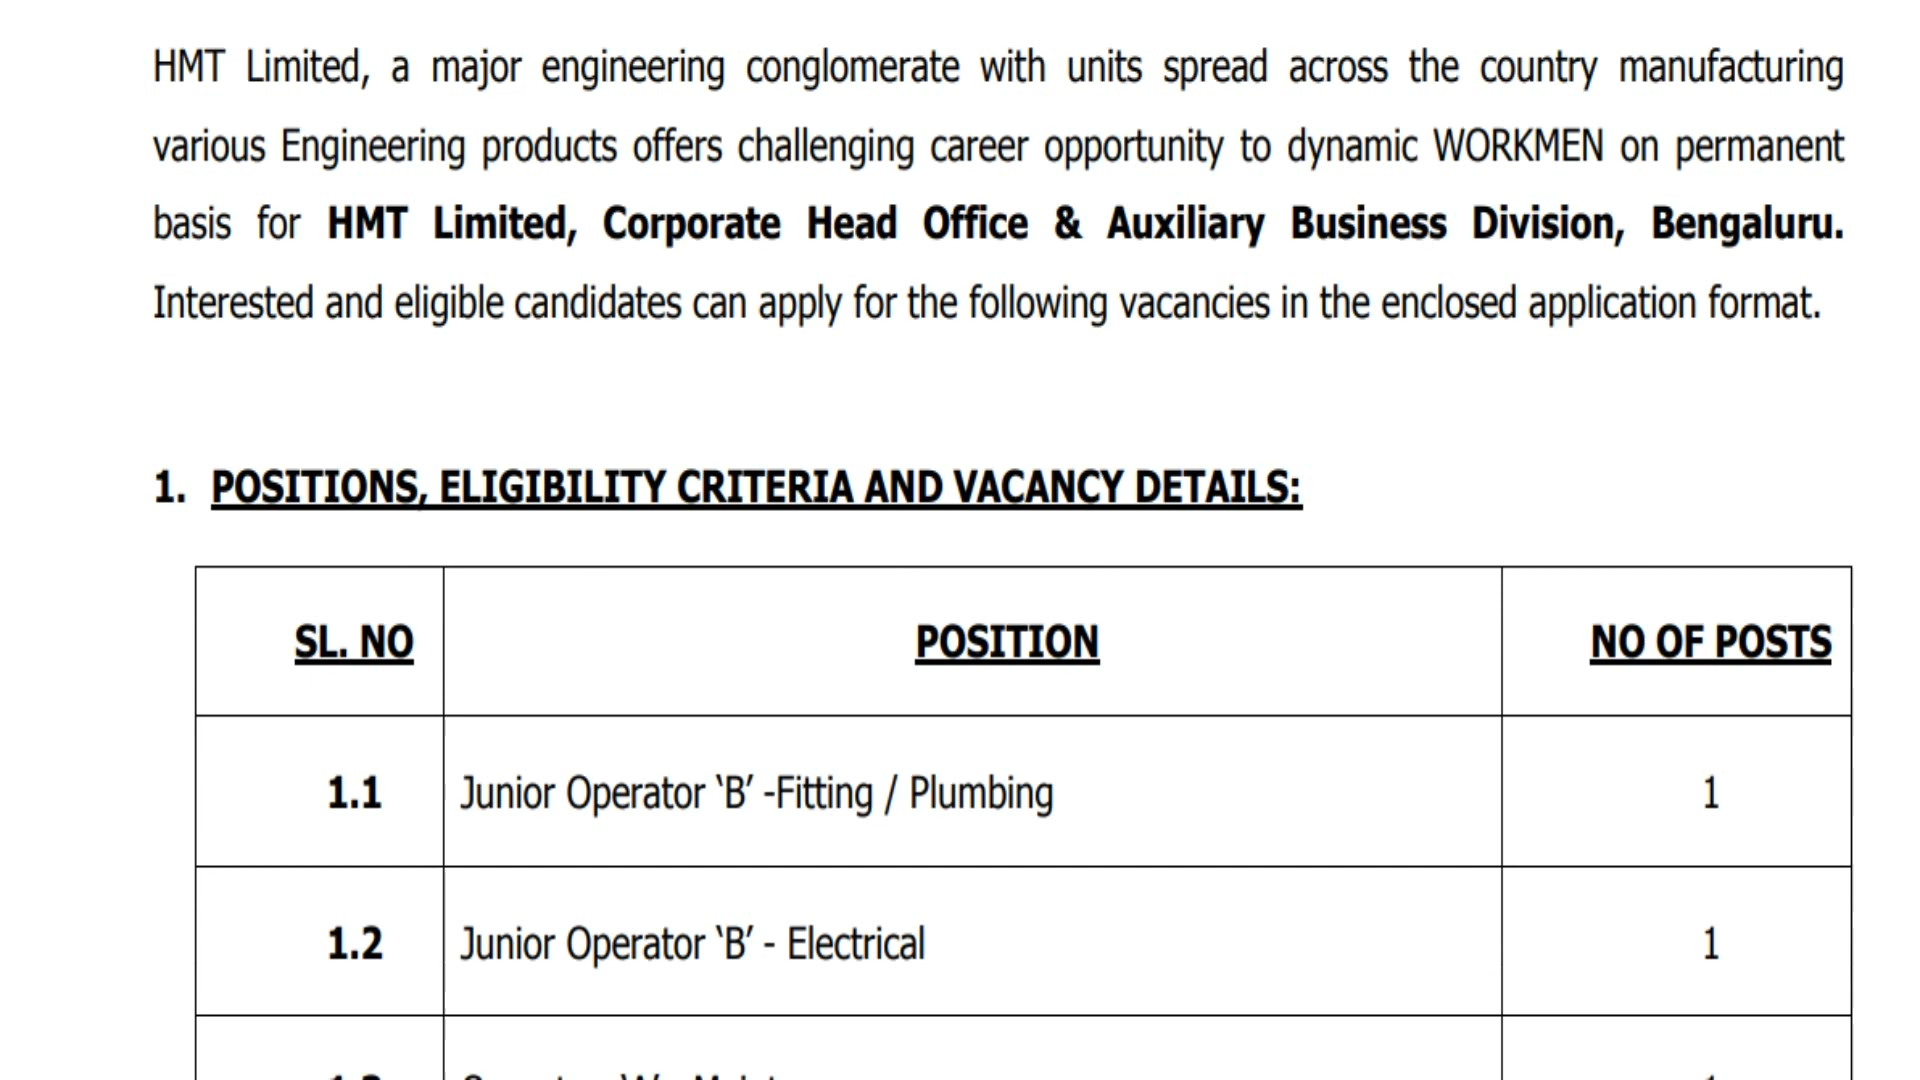 HMT Limited, a major engineering conglomerate with units spread across the country manufacturing
various Engineering products offers challenging career opportunity to dynamic WORKMEN on permanent
basis for HMT Limited, Corporate Head Office & Auxiliary Business Division, Bengaluru.
Interested and eligible candidates can apply for the following vacancies in the enclosed application format.
1. POSITIONS, ELIGIBILITY CRITERIA AND VACANCY DETAILS:
SL. NO POSITION NO OF POSTS
1.1 Junior Operator ‘B’ -Fitting / Plumbing 1
1.2 Junior Operator ‘B’ - Electrical 1